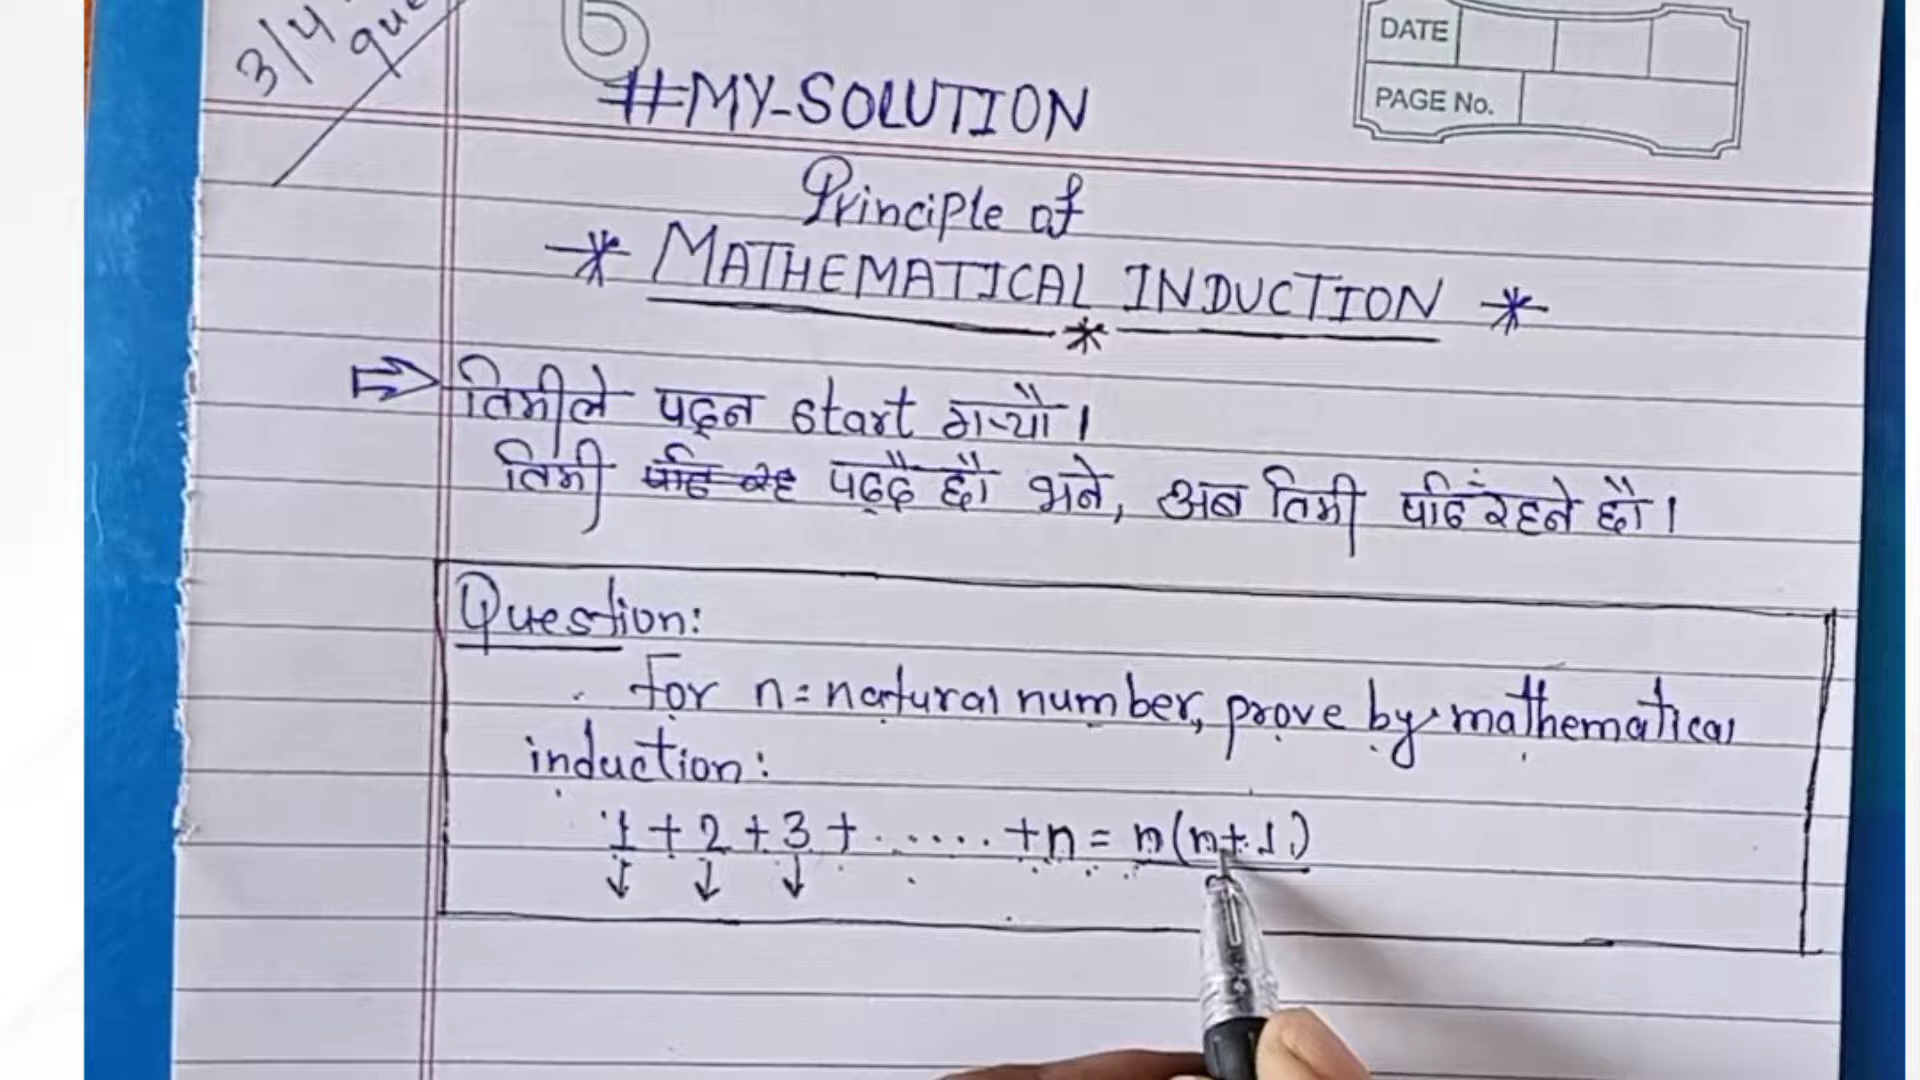 3/4
que
#MY-SOLUTION
DATE
PAGE No.
Principle of
* MATHEMATICAL INDUCTION *
*
⇒ तिमीले पढ्न start गर्‍यौ।
तिमी पढ्दै छौ भने, अब तिमी पढिरहने छौ।
Question:
For n = natural number, prove by mathematical
induction:
1 + 2 + 3 + ...... + n = n(n+1)